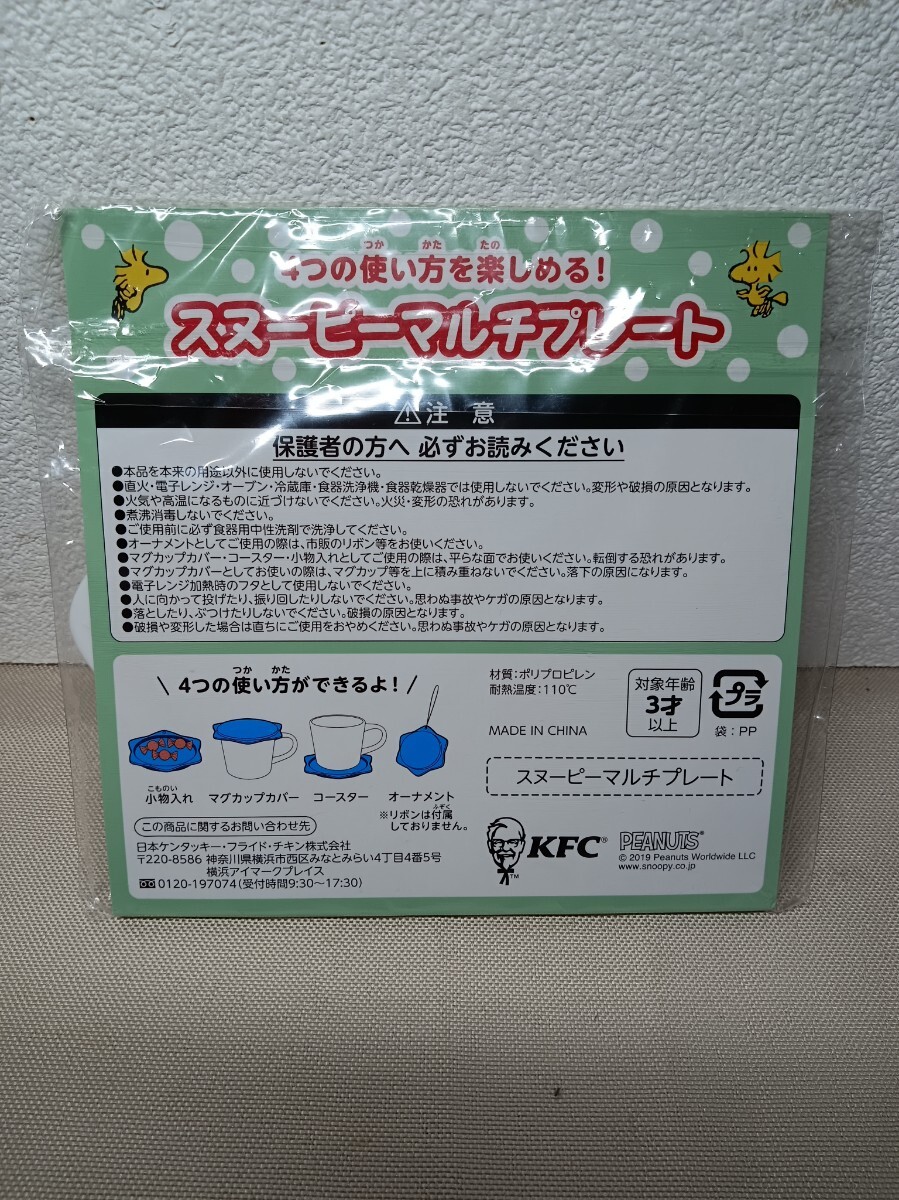 つか かた たの
4つの使い方を楽しめる!
スヌーピーマルチプレート
⚠注 意
保護者の方へ 必ずお読みください
●本品を本来の用途以外に使用しないでください。
●直火・電子レンジ・オーブン・冷蔵庫・食器洗浄機・食器乾燥器では使用しないでください。変形や破損の原因となります。
●火気や高温になるものに近づけないでください。火災・変形の恐れがあります。
●煮沸消毒しないでください。
●ご使用前に必ず食器用中性洗剤で洗浄してください。
●オーナメントとしてご使用の際は、市販のリボン等をお使いください。
●マグカップカバー・コースター・小物入れとしてご使用の際は、平らな面でお使いください。転倒する恐れがあります。
●マグカップカバーとしてお使いの際は、マグカップ等を上に積み重ねないでください。落下の原因になります。
●電子レンジ加熱時のフタとして使用しないでください。
●人に向かって投げたり、振り回したりしないでください。思わぬ事故やケガの原因となります。
●落としたり、ぶつけたりしないでください。破損の原因となります。
●破損や変形した場合は直ちにご使用をおやめください。思わぬ事故やケガの原因となります。
つか かた
\ 4つの使い方ができるよ! /
こものい
小物入れ マグカップカバー コースター オーナメント
ふぞく
※リボンは付属
しておりません。
この商品に関するお問い合わせ先
日本ケンタッキー・フライド・チキン株式会社
〒220-8586 神奈川県横浜市西区みなとみらい4丁目4番5号
横浜アイマークプレイス
0120-197074(受付時間9:30〜17:30)
材質:ポリプロピレン
耐熱温度:110℃
MADE IN CHINA
対象年齢
3才
以上
プラ
袋:PP
スヌーピーマルチプレート
KFC®
TM
PEANUTS®
© 2019 Peanuts Worldwide LLC
www.snoopy.co.jp